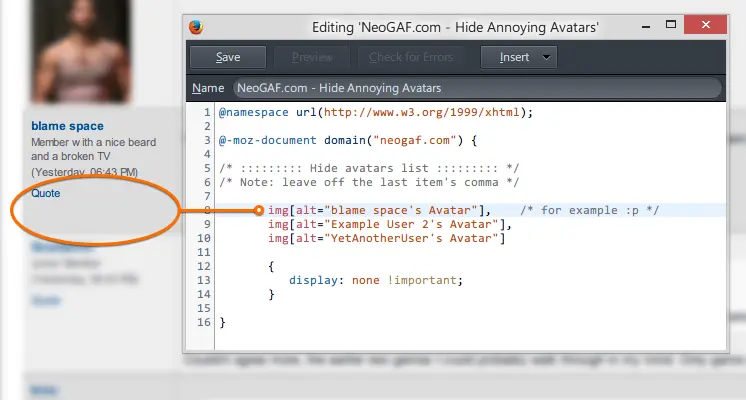 Editing 'NeoGAF.com - Hide Annoying Avatars'
Save Preview Check for Errors Insert
Name NeoGAF.com - Hide Annoying Avatars
blame space
Member with a nice beard
and a broken TV
(Yesterday, 06:43 PM)
Quote
1 @namespace url(http://www.w3.org/1999/xhtml);
2
3 @-moz-document domain("neogaf.com") {
4
5 /* ::::::::: Hide avatars list ::::::::: */
6 /* Note: leave off the last item's comma */
7
8 img[alt="blame space's Avatar"], /* for example :p */
9 img[alt="Example User 2's Avatar"],
10 img[alt="YetAnotherUser's Avatar"]
11
12 {
13 display: none !important;
14 }
15
16 }
Quote